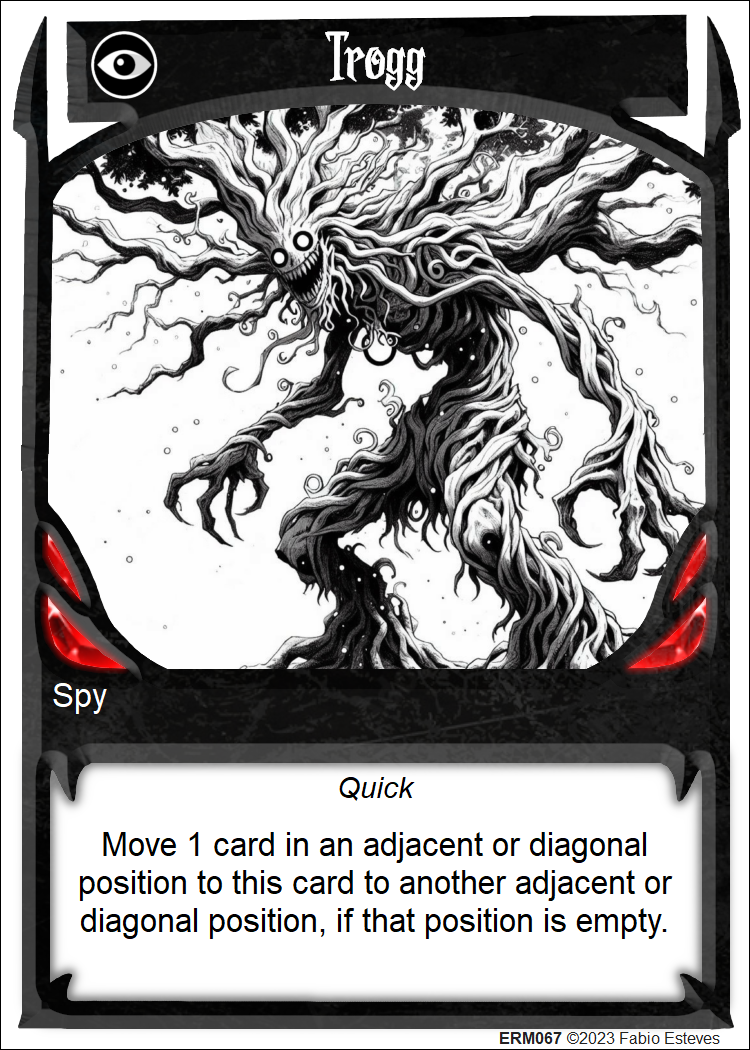 Trogg
Spy
Quick
Move 1 card in an adjacent or diagonal
position to this card to another adjacent or
diagonal position, if that position is empty.
ERM067 ©2023 Fabio Esteves